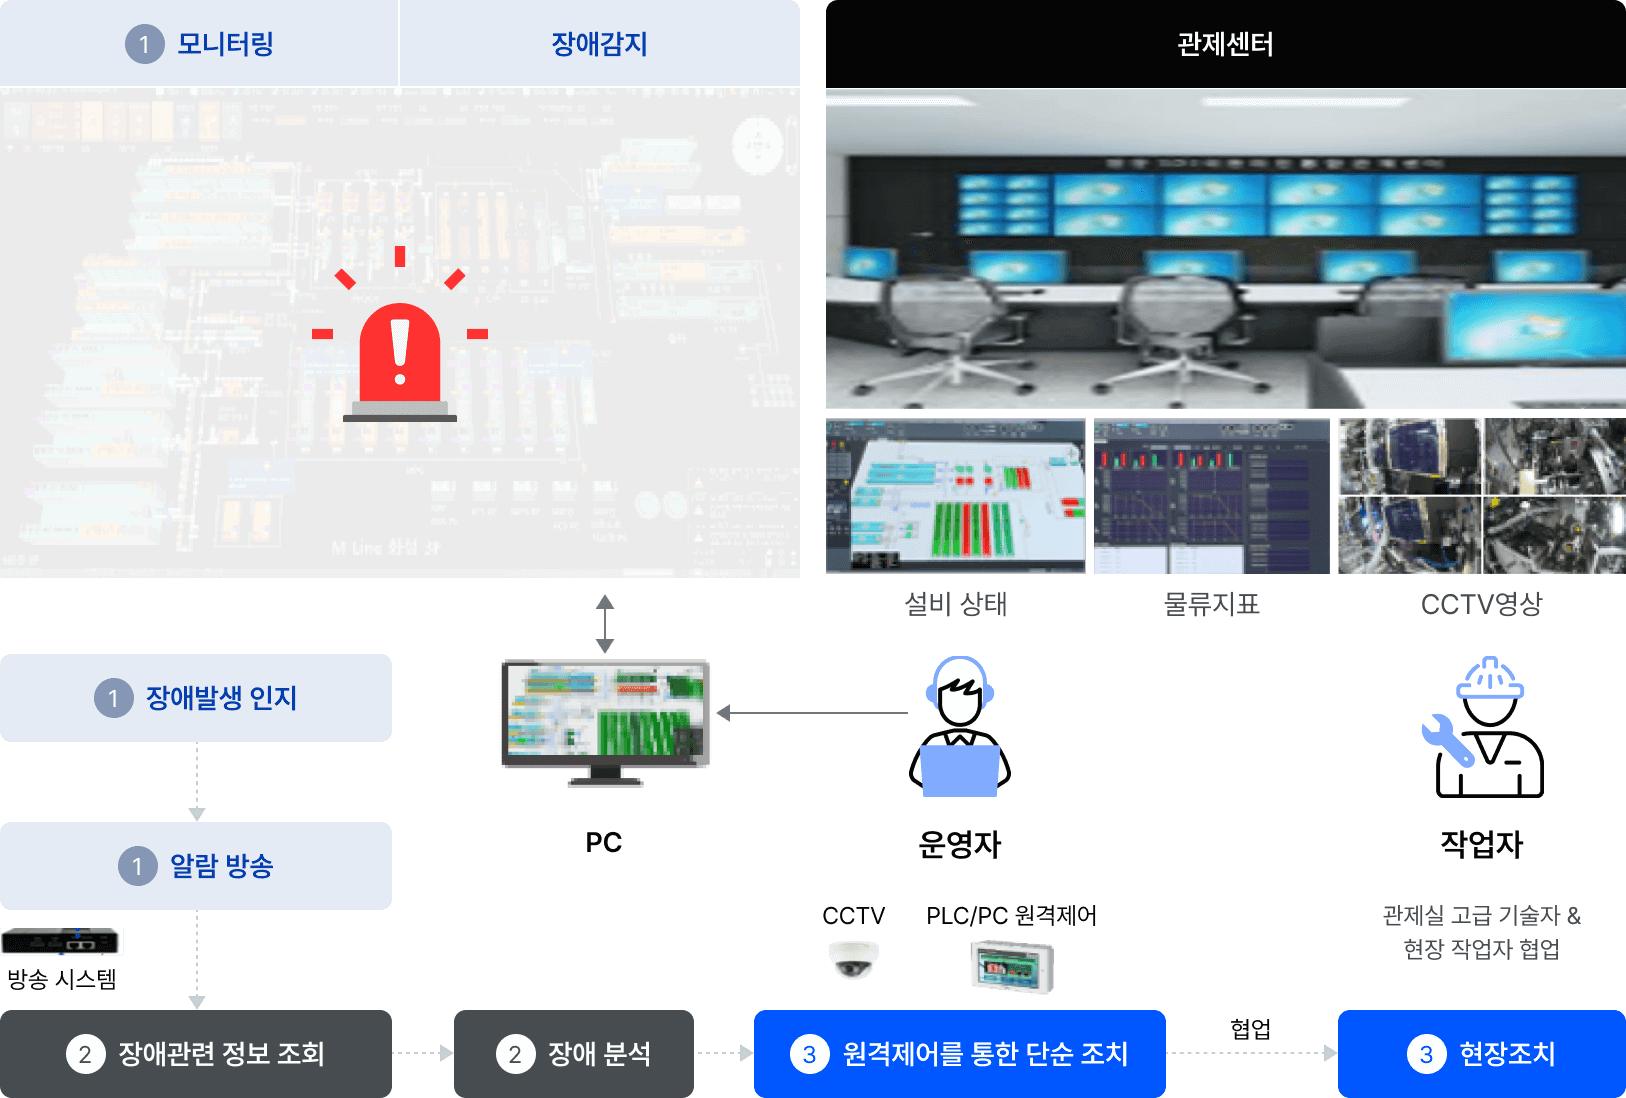 1 모니터링
장애감지
관제센터
M Line 화성
설비 상태
물류지표
CCTV영상
1 장애발생 인지
1 알람 방송
방송 시스템
PC
운영자
작업자
CCTV
PLC/PC 원격제어
관제실 고급 기술자 &
현장 작업자 협업
2 장애관련 정보 조회
2 장애 분석
3 원격제어를 통한 단순 조치
협업
3 현장조치